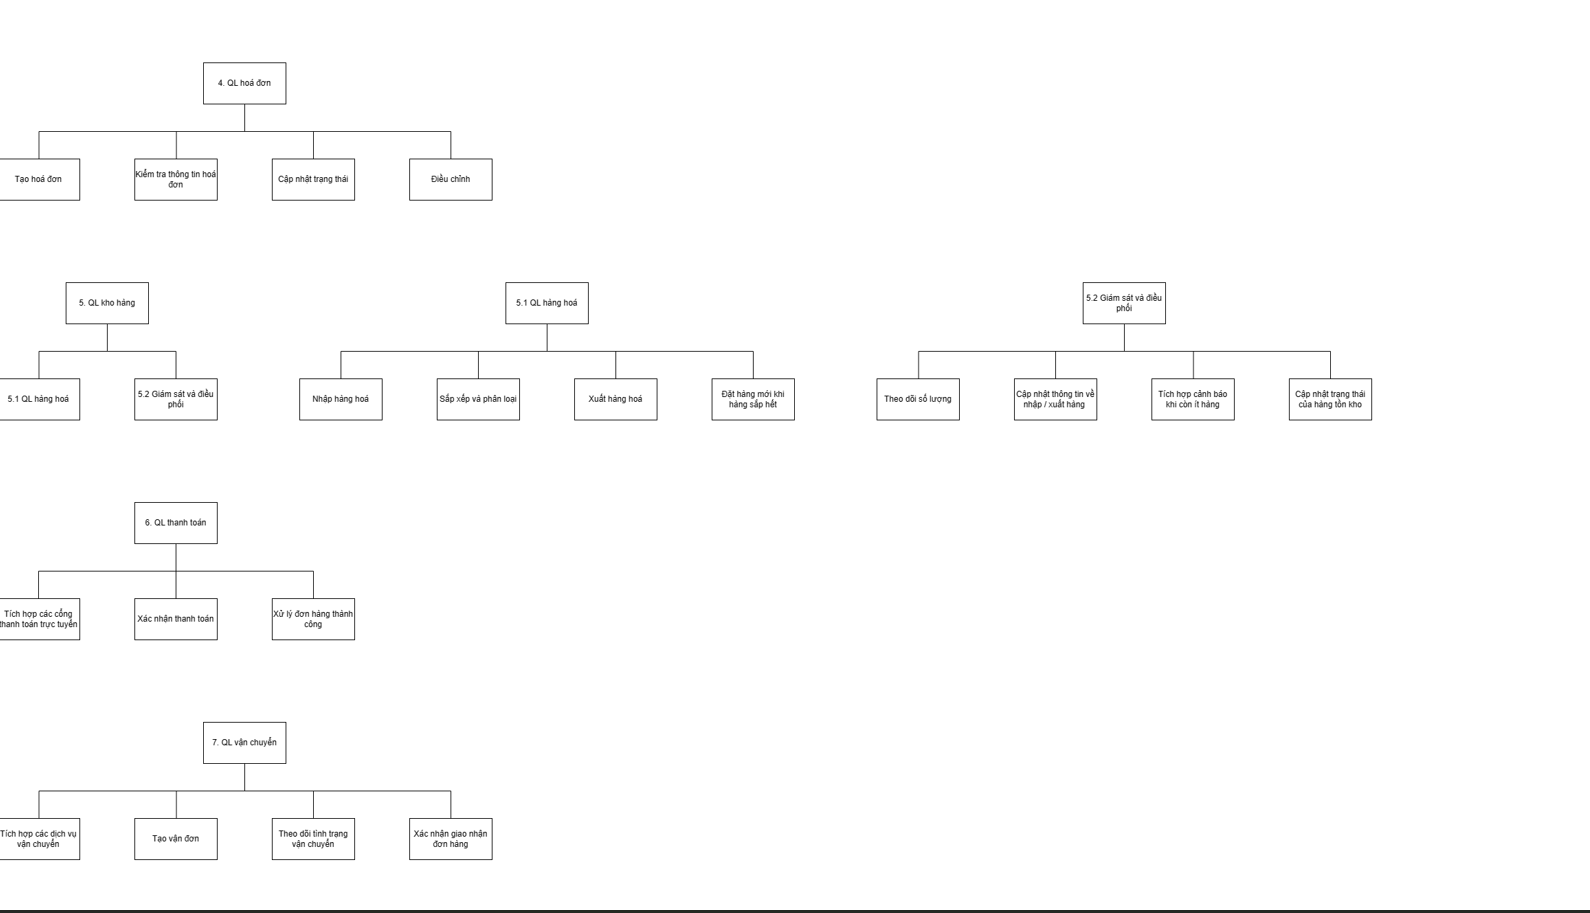 4. QL hoá đơn
Tạo hoá đơn
Kiểm tra thông tin hoá
đơn
Cập nhật trạng thái
Điều chỉnh
5. QL kho hàng
5.1 QL hàng hoá
5.2 Giám sát và điều
phối
5.1 QL hàng hoá
5.2 Giám sát và điều
phối
Nhập hàng hoá
Sắp xếp và phân loại
Xuất hàng hoá
Đặt hàng mới khi
hàng sắp hết
Theo dõi số lượng
Cập nhật thông tin về
nhập / xuất hàng
Tích hợp cảnh báo
khi còn ít hàng
Cập nhật trạng thái
của hàng tồn kho
6. QL thanh toán
Tích hợp các cổng
thanh toán trực tuyến
Xác nhận thanh toán
Xử lý đơn hàng thành
công
7. QL vận chuyển
Tích hợp các dịch vụ
vận chuyển
Tạo vận đơn
Theo dõi tình trạng
vận chuyển
Xác nhận giao nhận
đơn hàng